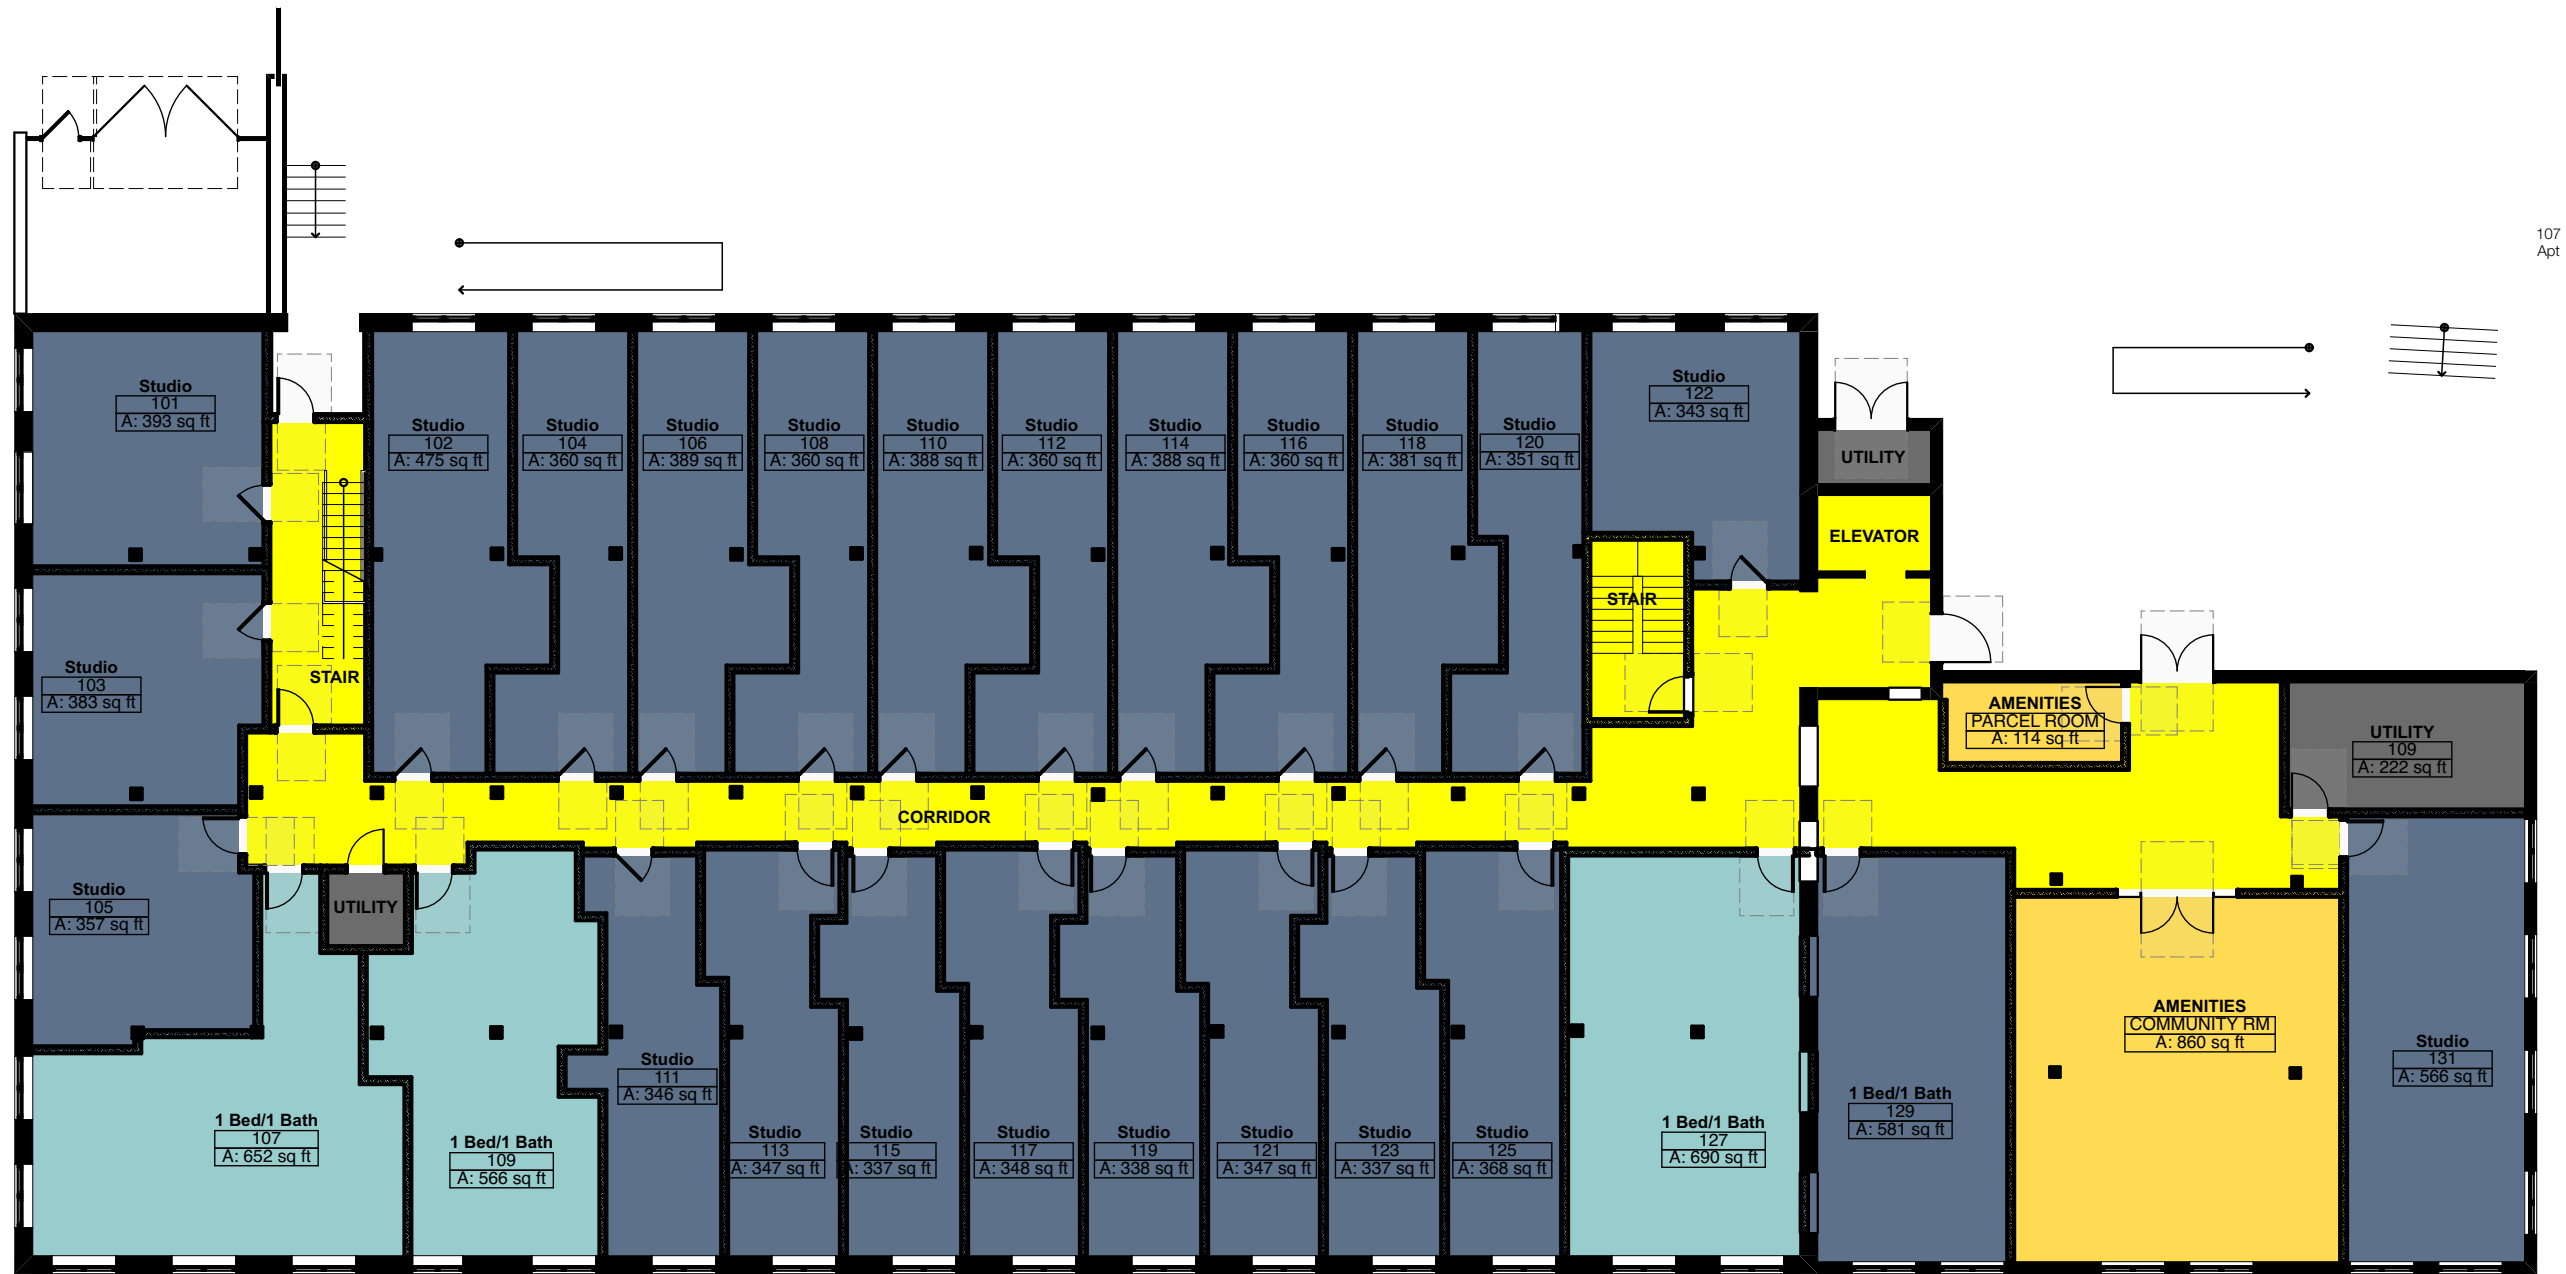 107
Apt
Studio
101
A: 393 sq ft
Studio
102
A: 475 sq ft
Studio
104
A: 360 sq ft
Studio
106
A: 389 sq ft
Studio
108
A: 360 sq ft
Studio
110
A: 388 sq ft
Studio
112
A: 360 sq ft
Studio
114
A: 388 sq ft
Studio
116
A: 360 sq ft
Studio
118
A: 381 sq ft
Studio
120
A: 351 sq ft
Studio
122
A: 343 sq ft
UTILITY
ELEVATOR
STAIR
Studio
103
A: 383 sq ft
STAIR
AMENITIES
PARCEL ROOM
A: 114 sq ft
UTILITY
109
A: 222 sq ft
CORRIDOR
Studio
105
A: 357 sq ft
UTILITY
1 Bed/1 Bath
107
A: 652 sq ft
1 Bed/1 Bath
109
A: 566 sq ft
Studio
111
A: 346 sq ft
Studio
113
A: 347 sq ft
Studio
115
A: 337 sq ft
Studio
117
A: 348 sq ft
Studio
119
A: 338 sq ft
Studio
121
A: 347 sq ft
Studio
123
A: 337 sq ft
Studio
125
A: 368 sq ft
1 Bed/1 Bath
127
A: 690 sq ft
1 Bed/1 Bath
129
A: 581 sq ft
AMENITIES
COMMUNITY RM
A: 860 sq ft
Studio
131
A: 566 sq ft